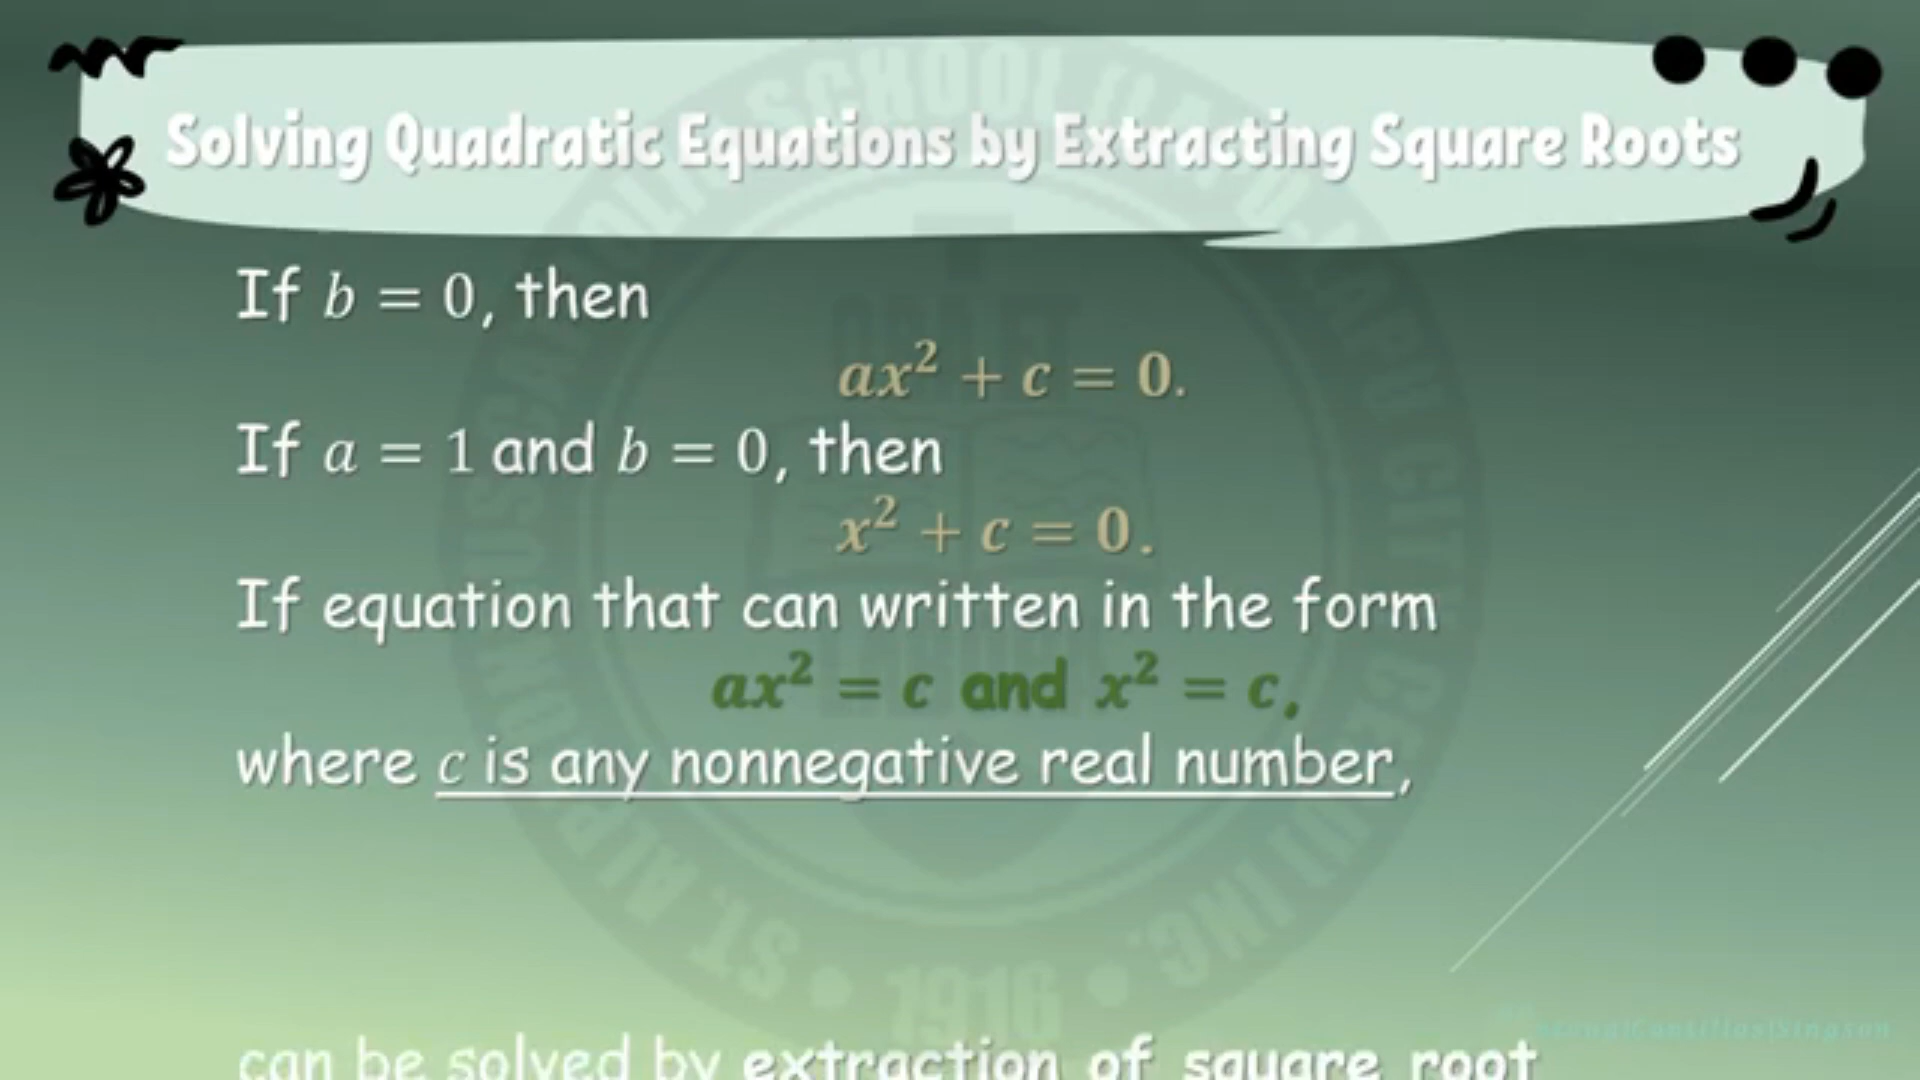 Solving Quadratic Equations by Extracting Square Roots
If b = 0, then
ax² + c = 0.
If a = 1 and b = 0, then
x² + c = 0.
If equation that can written in the form
ax² = c and x² = c,
where c is any nonnegative real number,
can be solved by extraction of square root
1916